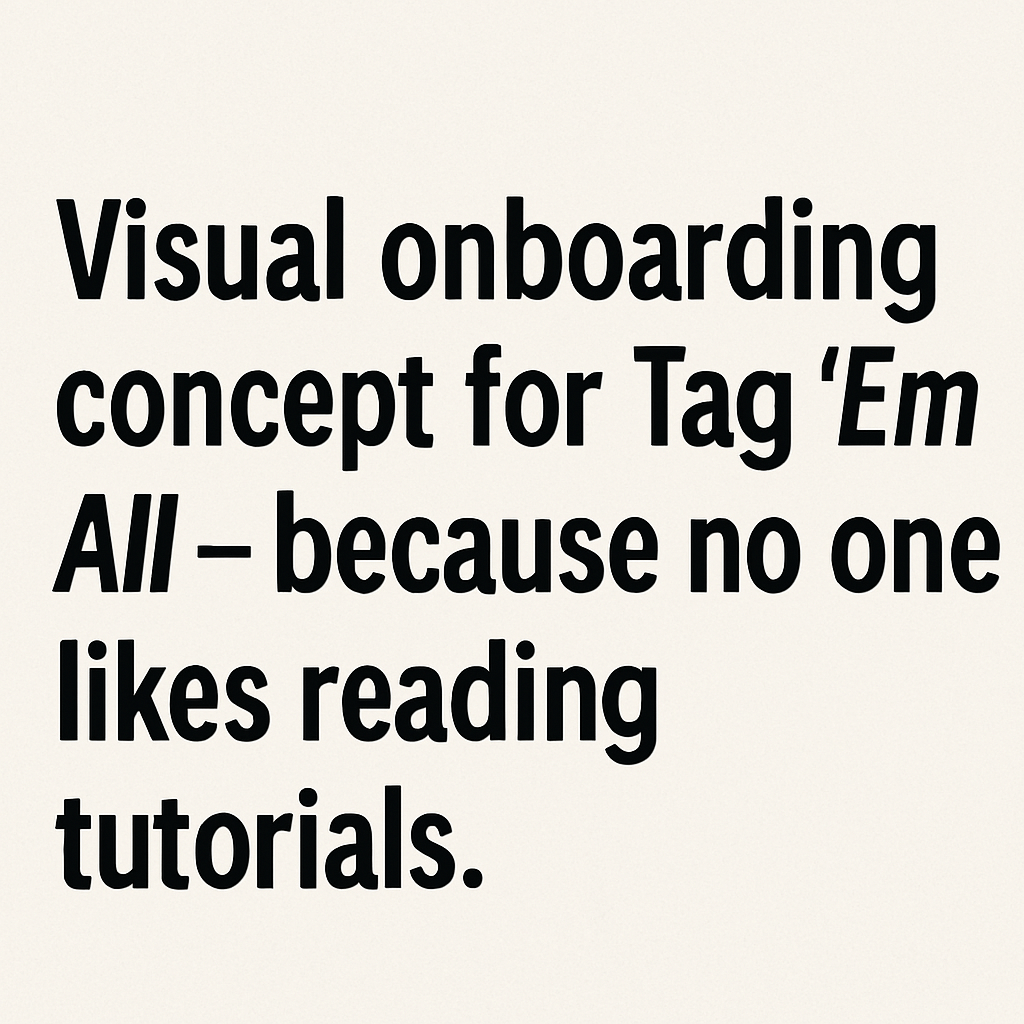 Visual onboarding
concept for Tag ‘Em
All – because no one
likes reading
tutorials.